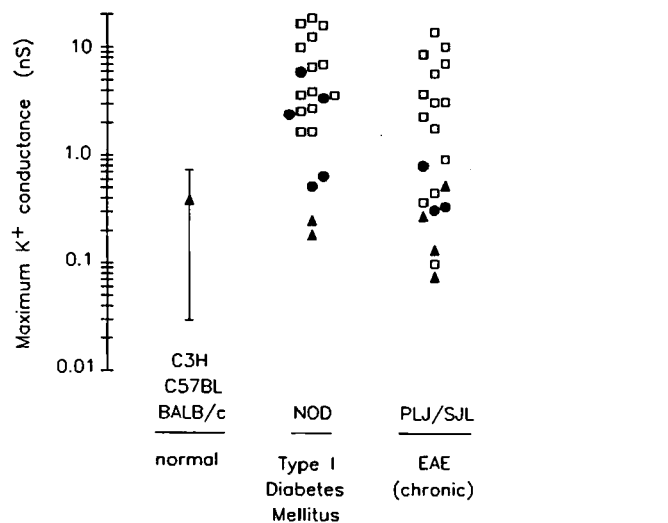 Maximum K+ conductance (nS)
10
1.0
0.1
0.01
C3H
C57BL
BALB/c
normal
NOD
Type I
Diabetes
Mellitus
PLJ/SJL
EAE
(chronic)